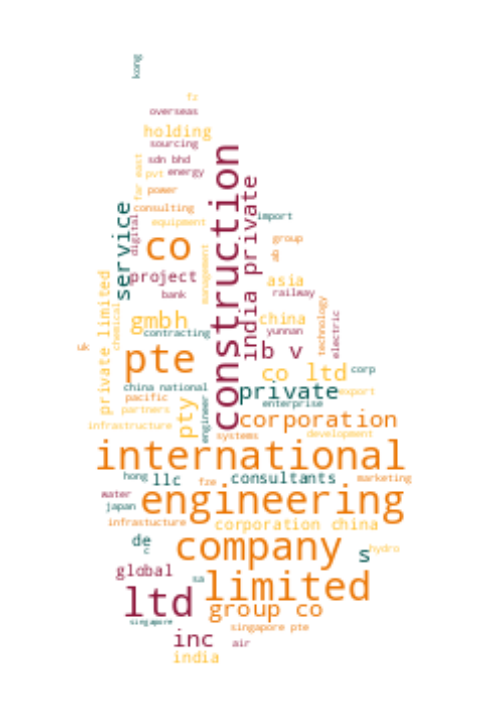 kong
fz
overseas
holding
sourcing
sdn bhd
far east
pvt
energy
power
consulting
equipment
service
digital
co
management
construction
india private
import
group
ab
project
bank
asia
railway
private limited
chemical
gmbh
contracting
china
yunnan
technology
electric
uk
pte
b v
co ltd
corp
china national
private
export
pacific
enterprise
partners
pty
engineer
infrastructure
corporation
systems
development
international
hong
llc
fze
consultants
marketing
water
engineering
japan
infrastucture
corporation china
de
c
company
s
hydro
global
sa
limited
ltd
group co
singapore
singapore pte
inc
air
india